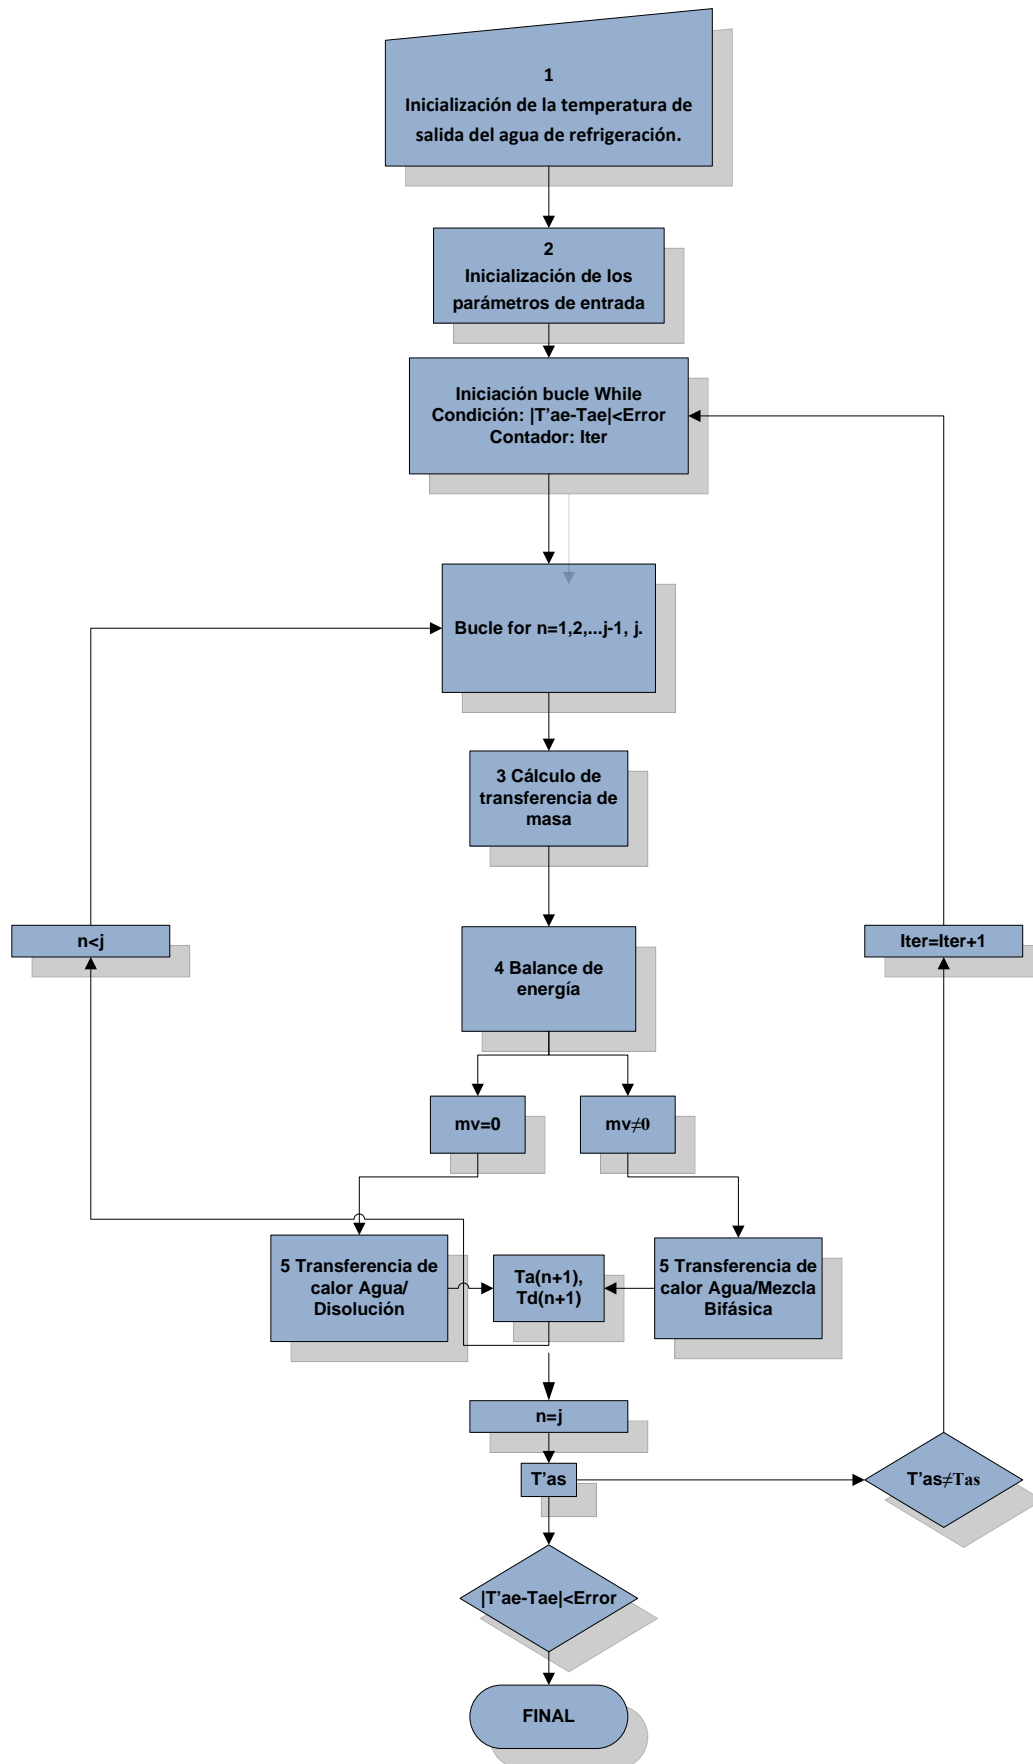 1
Inicialización de la temperatura de
salida del agua de refrigeración.
2
Inicialización de los
parámetros de entrada
Iniciación bucle While
Condición: |T'ae-Tae|<Error
Contador: Iter
Bucle for n=1,2,...j-1, j.
3 Cálculo de
transferencia de
masa
n<j
Iter=Iter+1
4 Balance de
energía
mv=0
mv≠0
5 Transferencia de
calor Agua/
Disolución
Ta(n+1),
Td(n+1)
5 Transferencia de
calor Agua/Mezcla
Bifásica
n=j
T'as
T'as≠Tas
|T'ae-Tae|<Error
FINAL